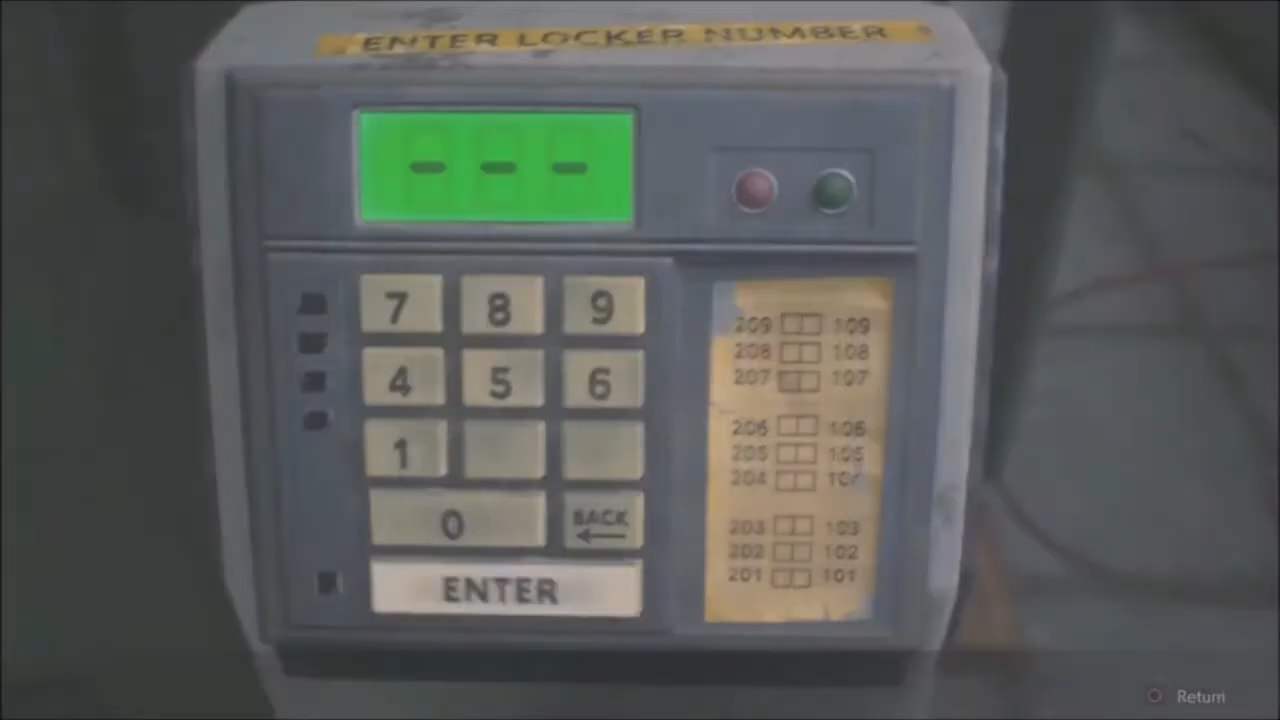 ENTER LOCKER NUMBER
- - -
7 8 9
4 5 6
1
0 BACK
ENTER
209 109
208 108
207 107
206 106
205 105
204 104
203 103
202 102
201 101
Return